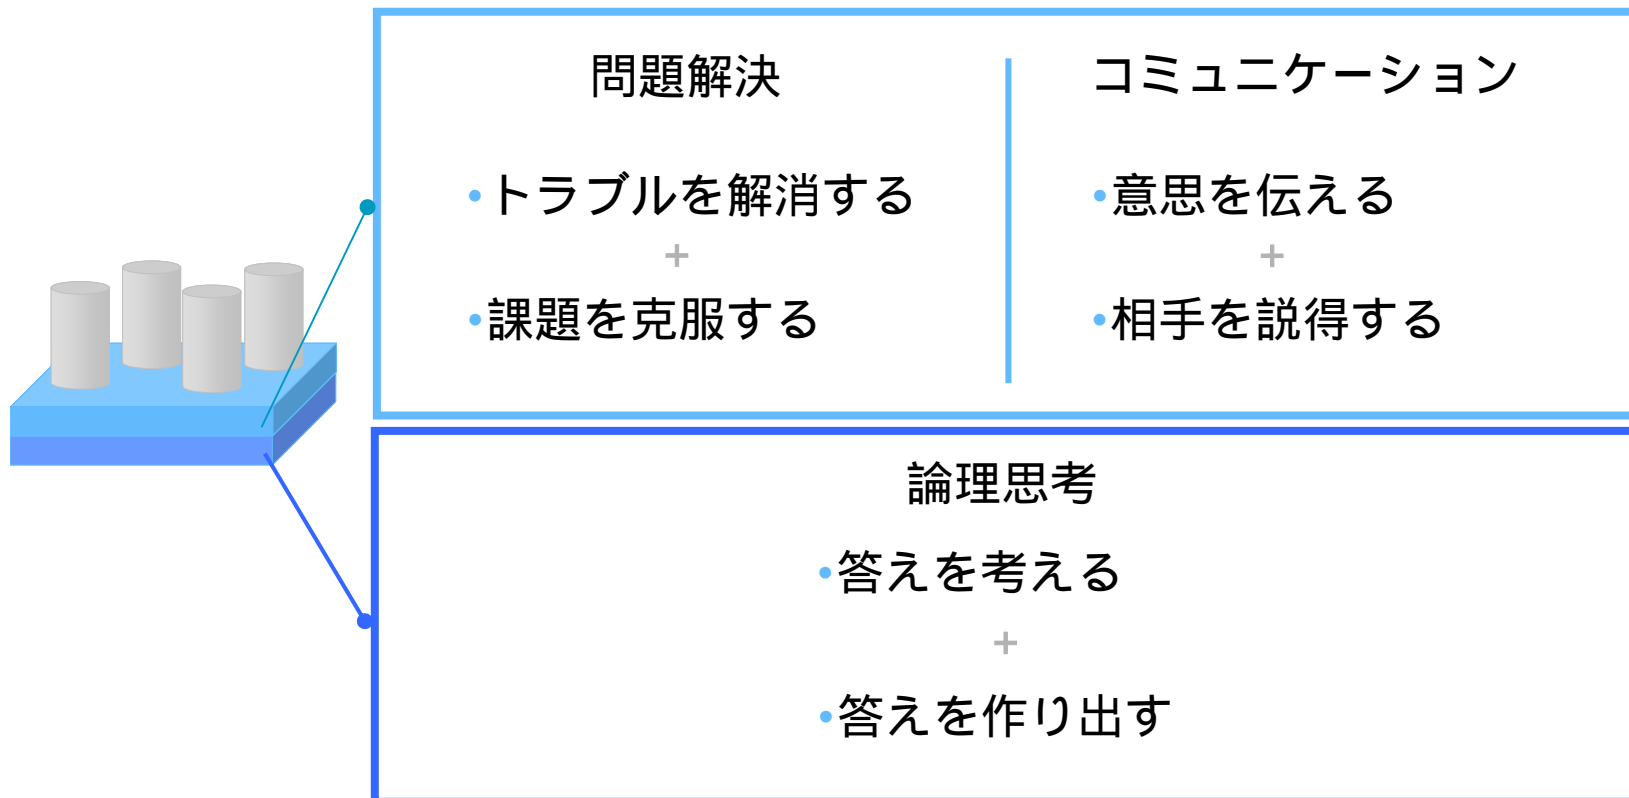 問題解決
•トラブルを解消する
+
•課題を克服する
コミュニケーション
•意思を伝える
+
•相手を説得する
論理思考
•答えを考える
+
•答えを作り出す